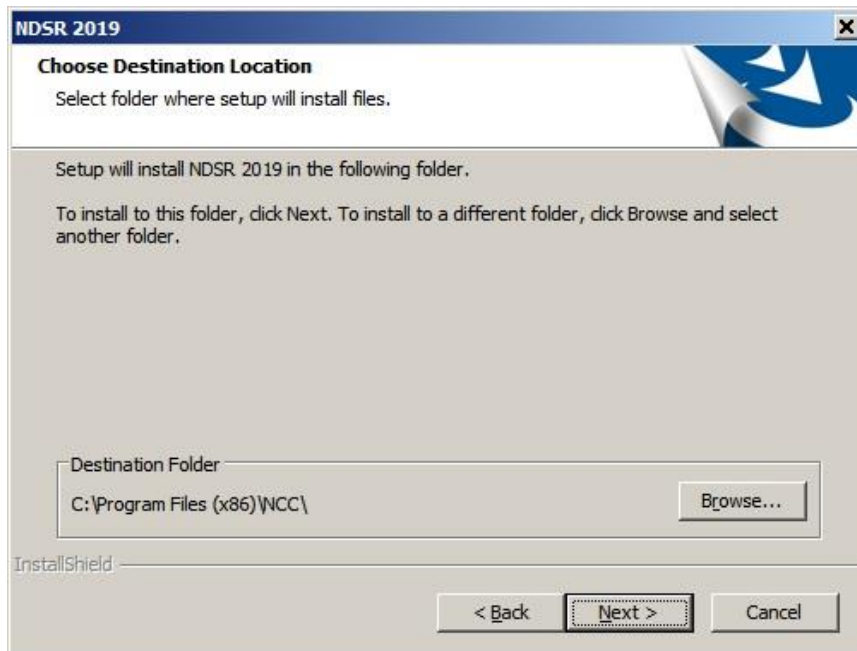 NDSR 2019
Choose Destination Location
Select folder where setup will install files.
Setup will install NDSR 2019 in the following folder.
To install to this folder, click Next. To install to a different folder, click Browse and select
another folder.
Destination Folder
C:\Program Files (x86)\NCC\
Browse...
InstallShield
< Back
Next >
Cancel